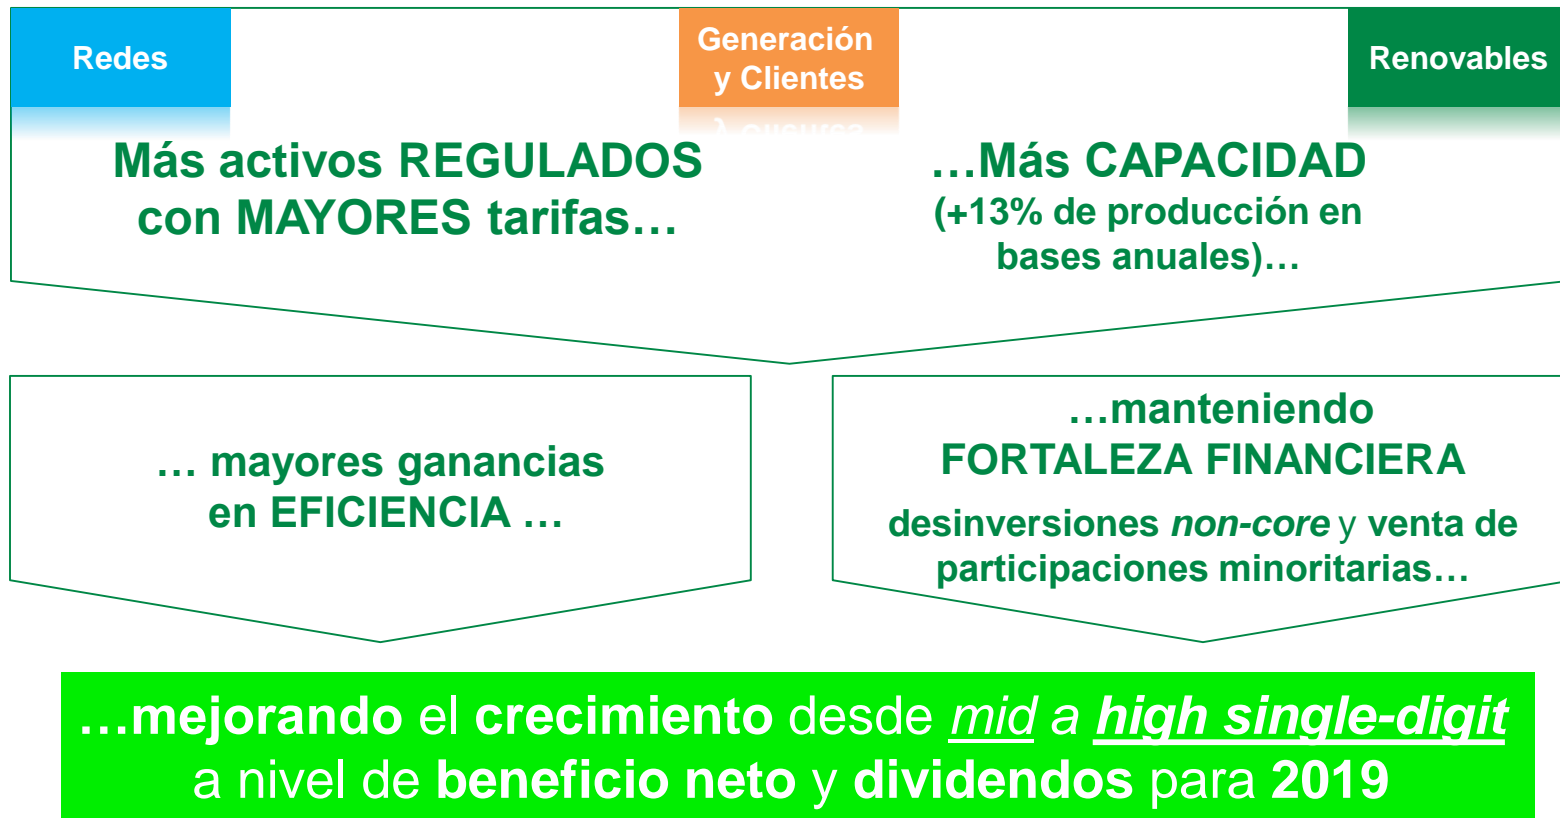 Redes
Generación
y Clientes
Renovables
Más activos REGULADOS
con MAYORES tarifas…
…Más CAPACIDAD
(+13% de producción en
bases anuales)…
… mayores ganancias
en EFICIENCIA …
…manteniendo
FORTALEZA FINANCIERA
desinversiones non-core y venta de
participaciones minoritarias…
…mejorando el crecimiento desde mid a high single-digit
a nivel de beneficio neto y dividendos para 2019